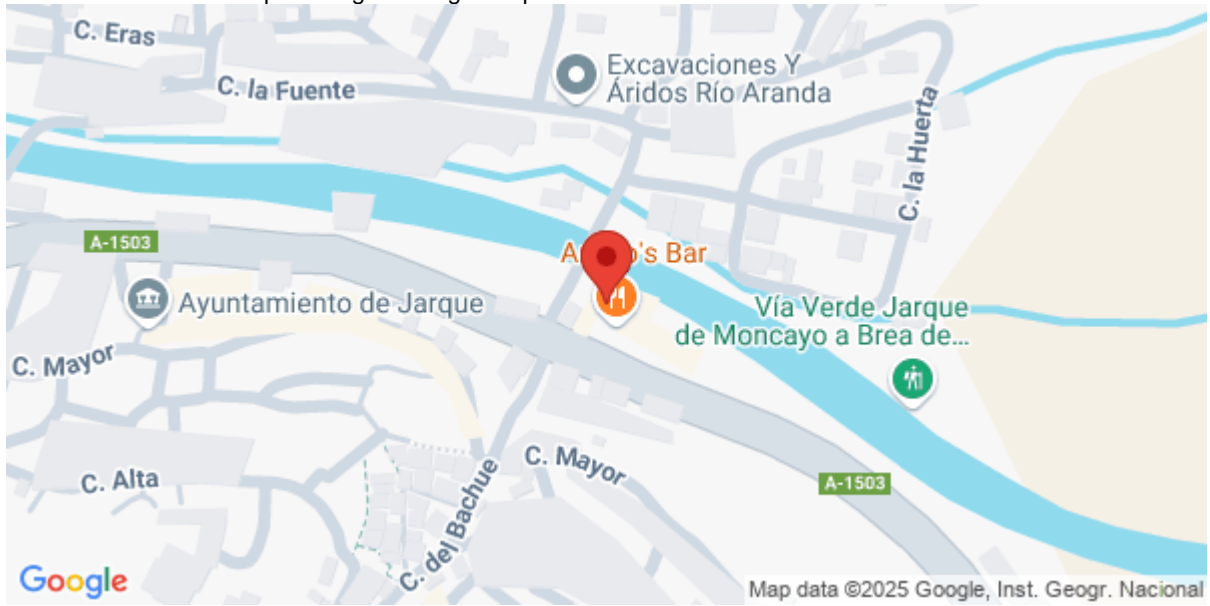 C. Eras
C. la Fuente
Excavaciones Y
Áridos Río Aranda
C. la Huerta
A-1503
's Bar
Ayuntamiento de Jarque
Vía Verde Jarque
de Moncayo a Brea de...
C. Mayor
C. Alta
C. del Bachue
C. Mayor
A-1503
Google
Map data ©2025 Google, Inst. Geogr. Nacional